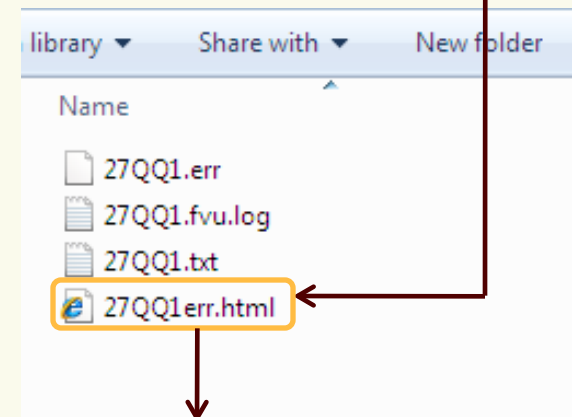 library Share with New folder
Name
27QQ1.err
27QQ1.fvu.log
27QQ1.txt
27QQ1err.html